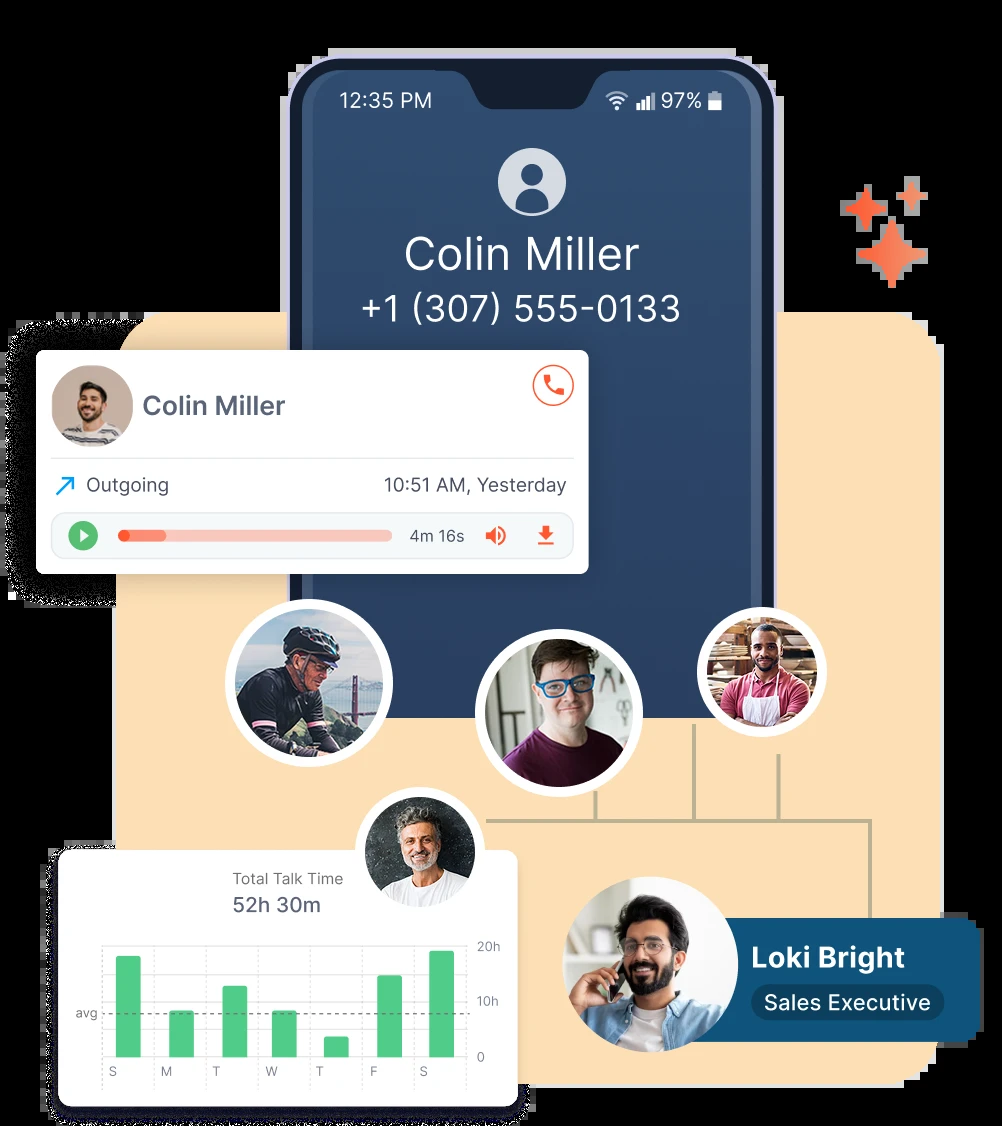 12:35 PM
97%
Colin Miller
+1 (307) 555-0133
Colin Miller
Outgoing
10:51 AM, Yesterday
4m 16s
Total Talk Time
52h 30m
20h
10h
avg
0
S M T W T F S
Loki Bright
Sales Executive